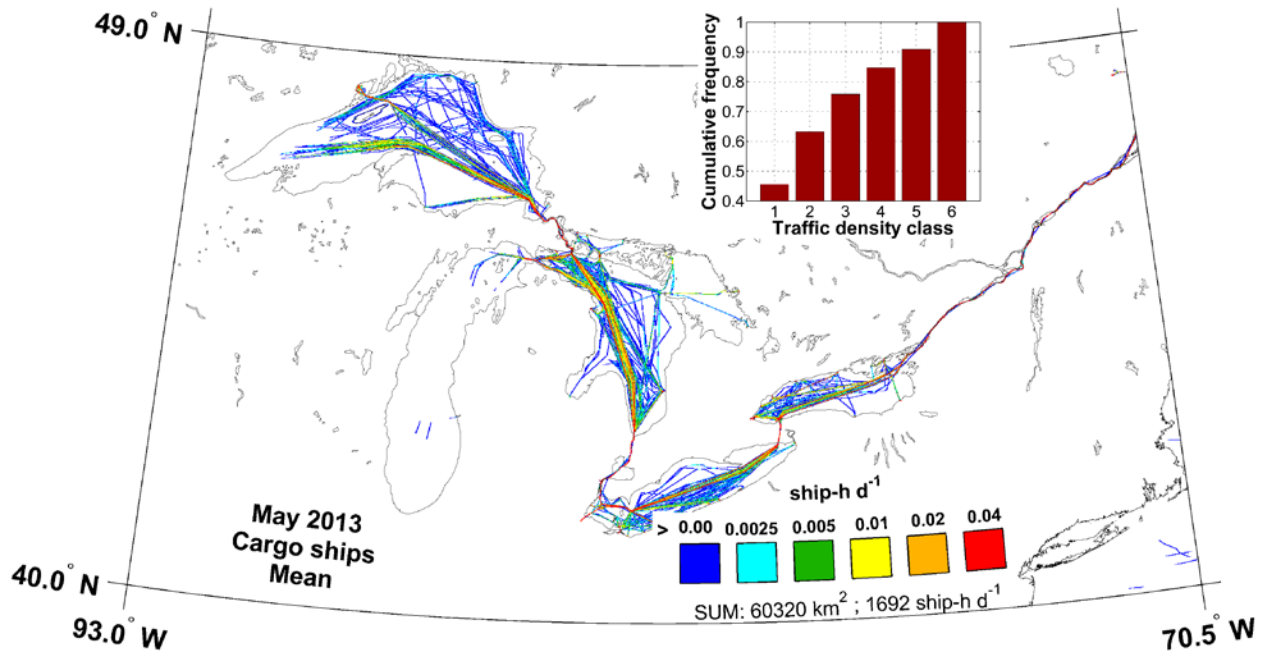 49.0° N
Cumulative frequency
1
0.9
0.8
0.7
0.6
0.5
0.4
1 2 3 4 5 6
Traffic density class
May 2013
Cargo ships
Mean
ship-h d⁻¹
> 0.00 0.0025 0.005 0.01 0.02 0.04
SUM: 60320 km² ; 1692 ship-h d⁻¹
40.0° N
93.0° W
70.5° W